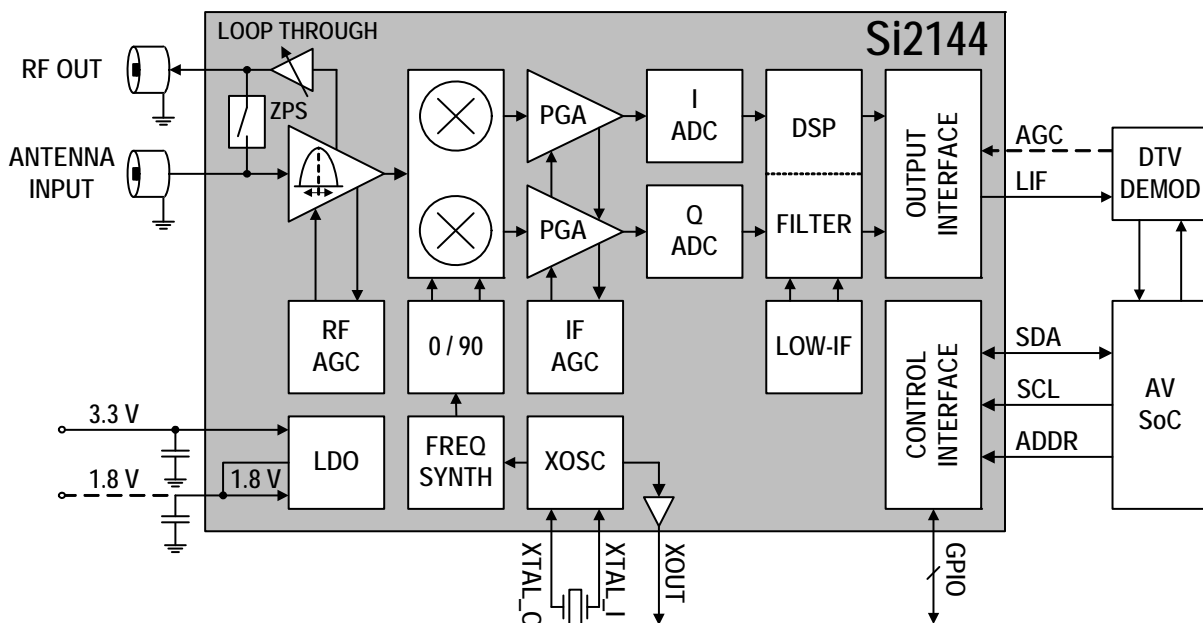 LOOP THROUGH
Si2144
RF OUT
ZPS
ANTENNA
INPUT
PGA
PGA
I
ADC
Q
ADC
DSP
FILTER
OUTPUT
INTERFACE
AGC
LIF
DTV
DEMOD
RF
AGC
0 / 90
IF
AGC
LOW-IF
CONTROL
INTERFACE
SDA
SCL
ADDR
AV
SoC
3.3 V
1.8 V
1.8 V
LDO
FREQ
SYNTH
XOSC
XTAL_O
XTAL_I
XOUT
GPIO